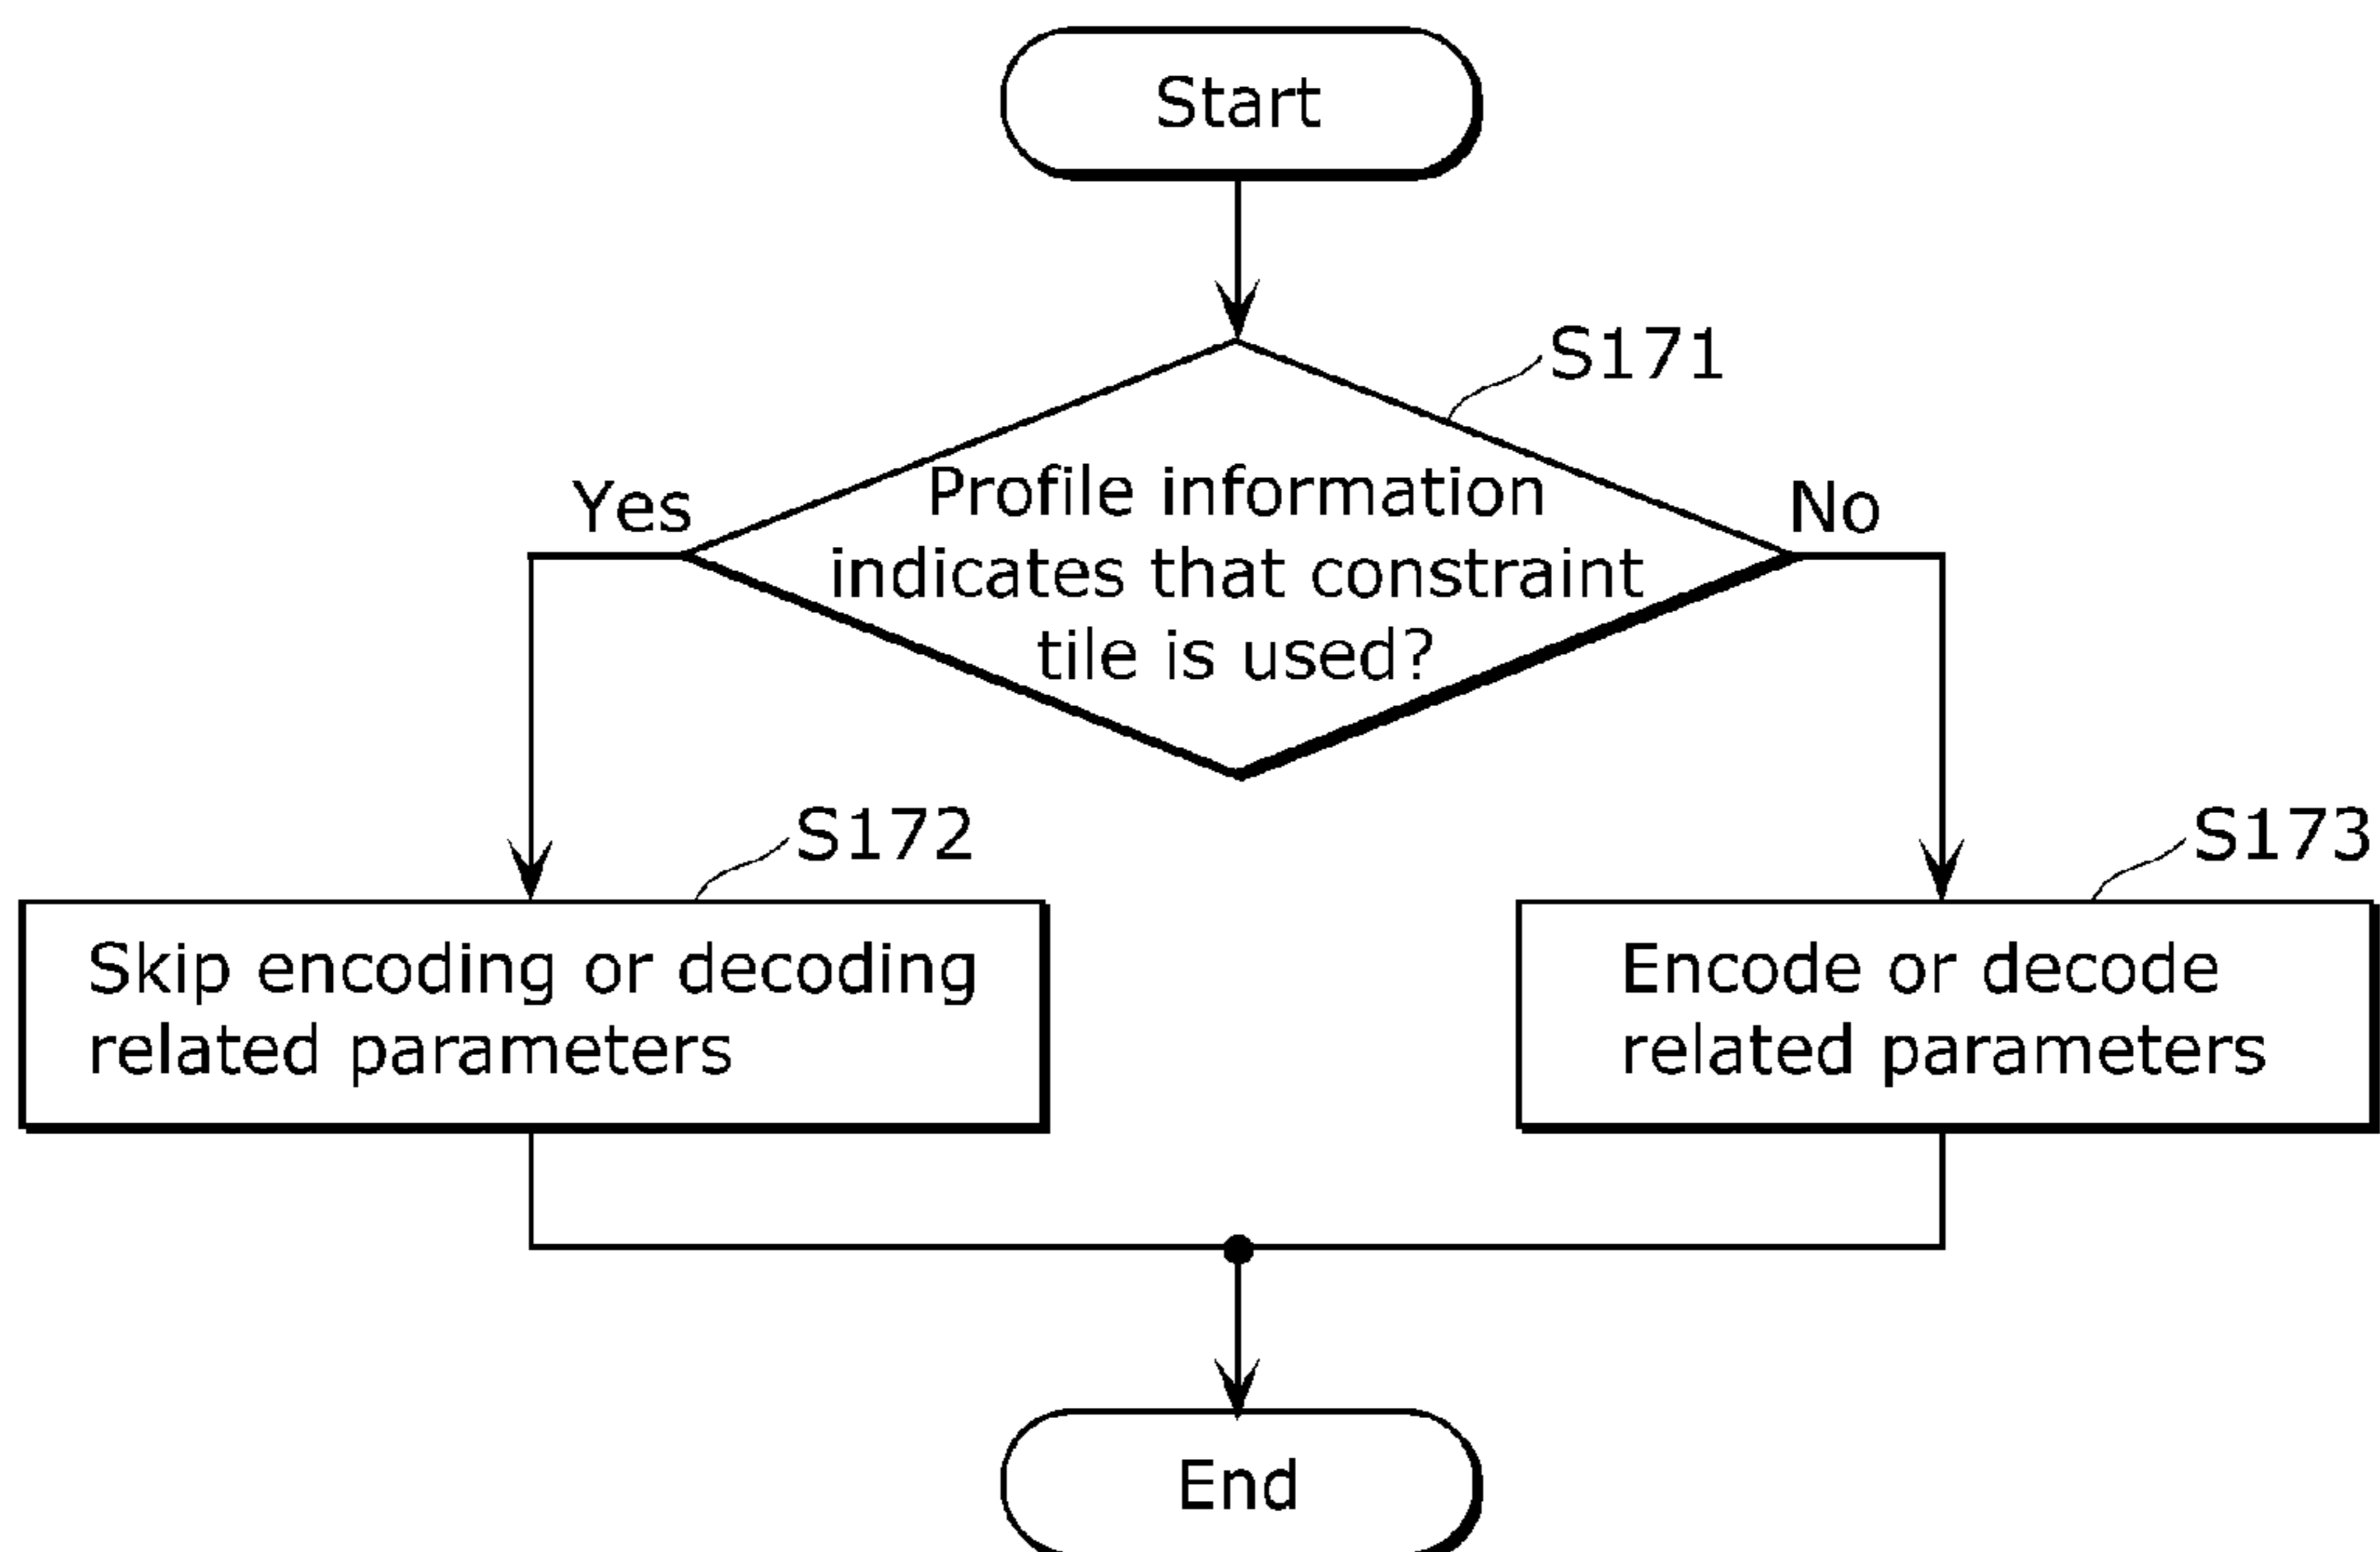 Start
S171
Profile information
indicates that constraint
tile is used?
Yes
No
S172
S173
Skip encoding or decoding
related parameters
Encode or decode
related parameters
End